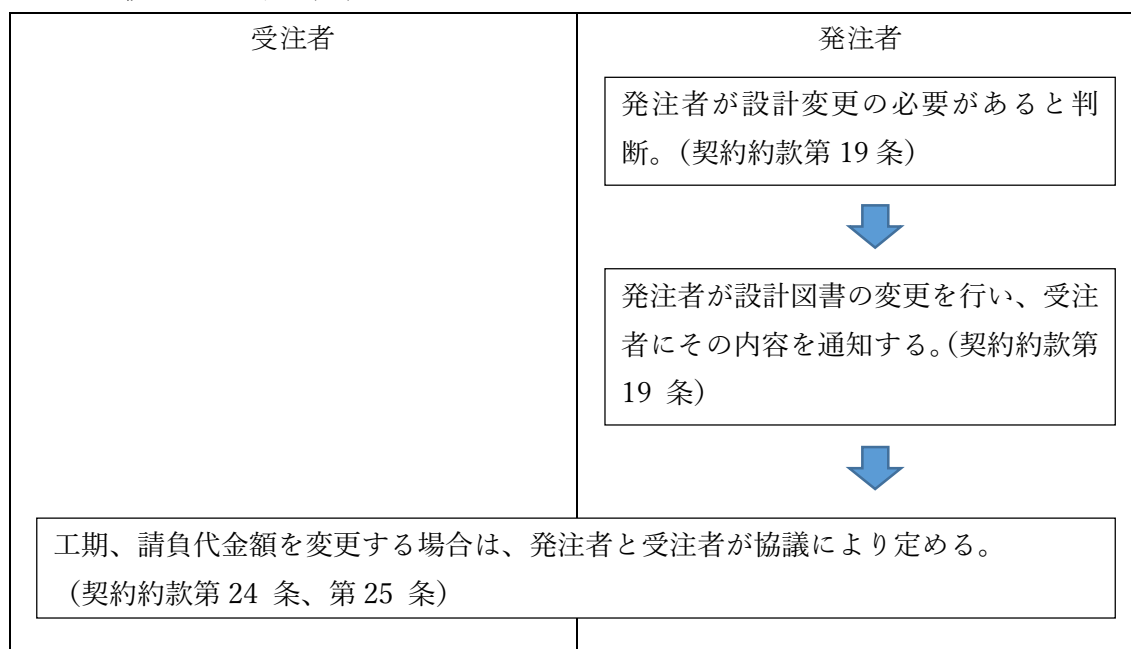 受注者
発注者
発注者が設計変更の必要があると判
断。（契約約款第 19 条）
発注者が設計図書の変更を行い、受注
者にその内容を通知する。（契約約款第
19 条）
工期、請負代金額を変更する場合は、発注者と受注者が協議により定める。
（契約約款第 24 条、第 25 条）